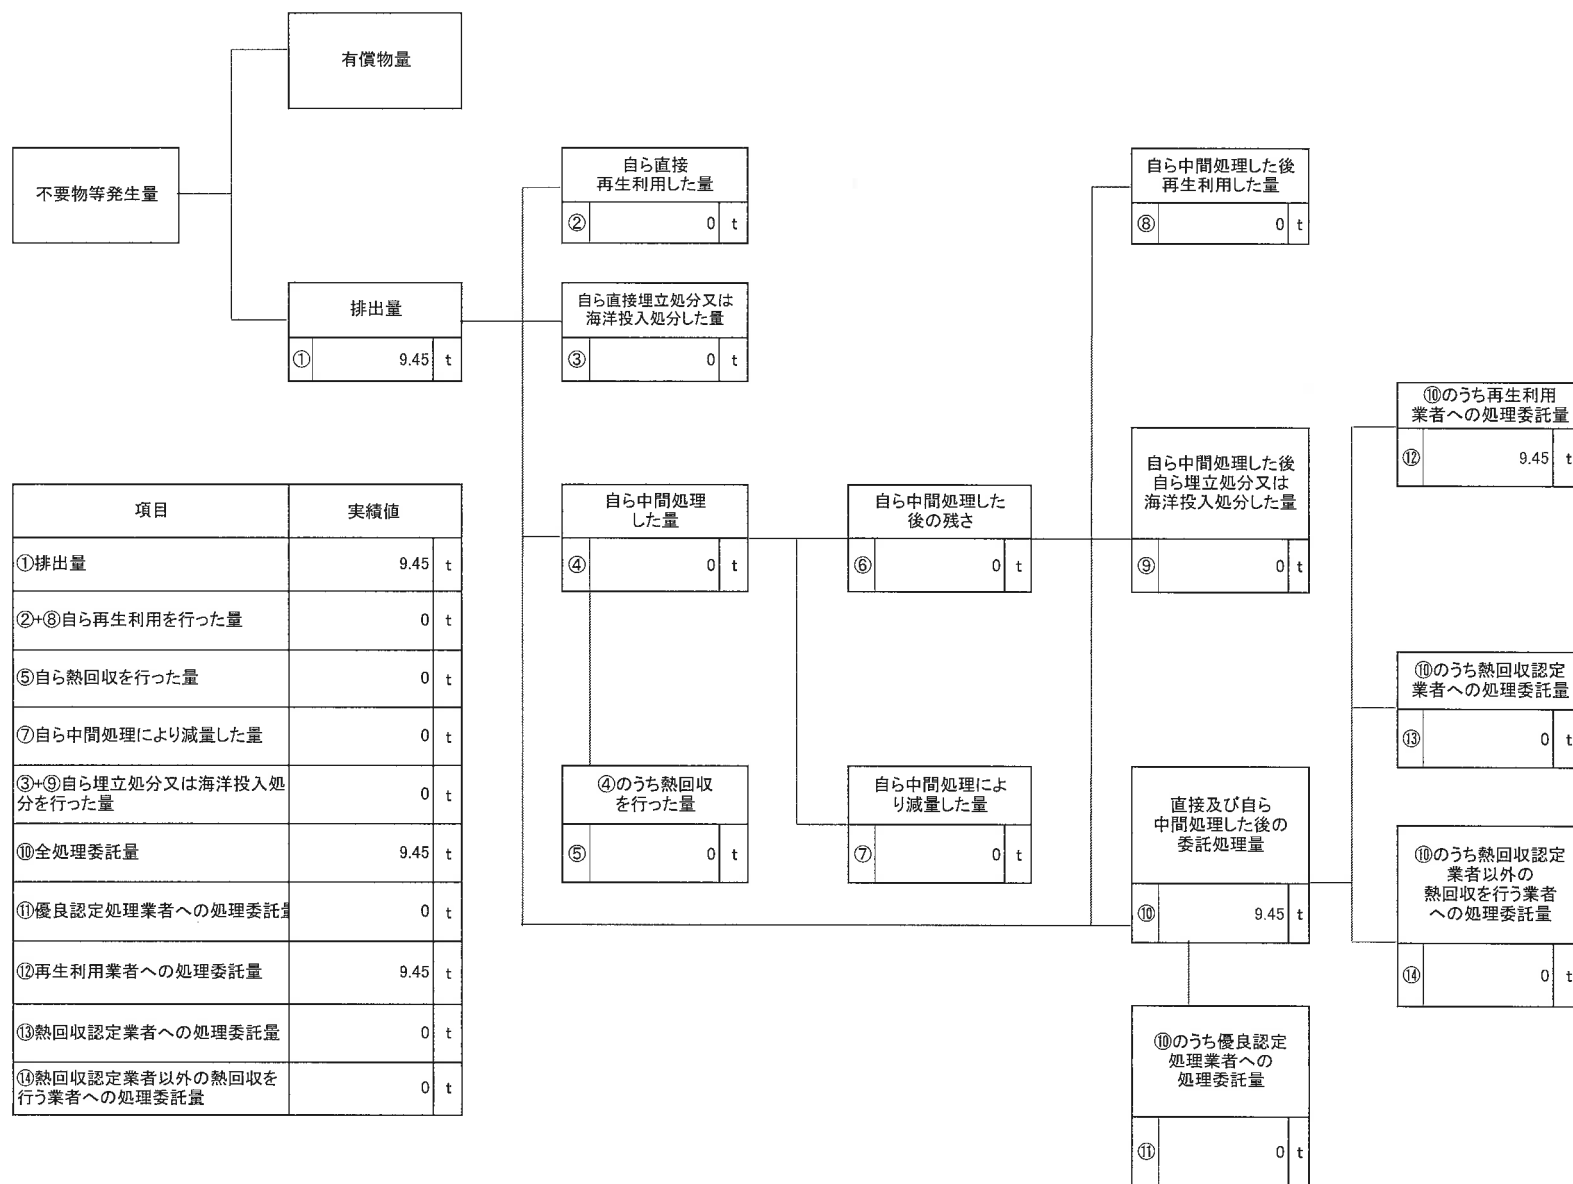 有償物量
不要物等発生量
排出量
① 9.45 t
自ら直接
再生利用した量
② 0 t
自ら直接埋立処分又は
海洋投入処分した量
③ 0 t
自ら中間処理
した量
④ 0 t
④のうち熱回収
を行った量
⑤ 0 t
自ら中間処理した
後の残さ
⑥ 0 t
自ら中間処理によ
り減量した量
⑦ 0 t
自ら中間処理した後
再生利用した量
⑧ 0 t
自ら中間処理した後
自ら埋立処分又は
海洋投入処分した量
⑨ 0 t
直接及び自ら
中間処理した後の
委託処理量
⑩ 9.45 t
⑩のうち優良認定
処理業者への
処理委託量
⑪ 0 t
⑩のうち再生利用
業者への処理委託量
⑫ 9.45 t
⑩のうち熱回収認定
業者への処理委託量
⑬ 0 t
⑩のうち熱回収認定
業者以外の
熱回収を行う業者
への処理委託量
⑭ 0 t
項目 実績値
①排出量 9.45 t
②+⑧自ら再生利用を行った量 0 t
⑤自ら熱回収を行った量 0 t
⑦自ら中間処理により減量した量 0 t
③+⑨自ら埋立処分又は海洋投入処
分を行った量 0 t
⑩全処理委託量 9.45 t
⑪優良認定処理業者への処理委託量 0 t
⑫再生利用業者への処理委託量 9.45 t
⑬熱回収認定業者への処理委託量 0 t
⑭熱回収認定業者以外の熱回収を
行う業者への処理委託量 0 t